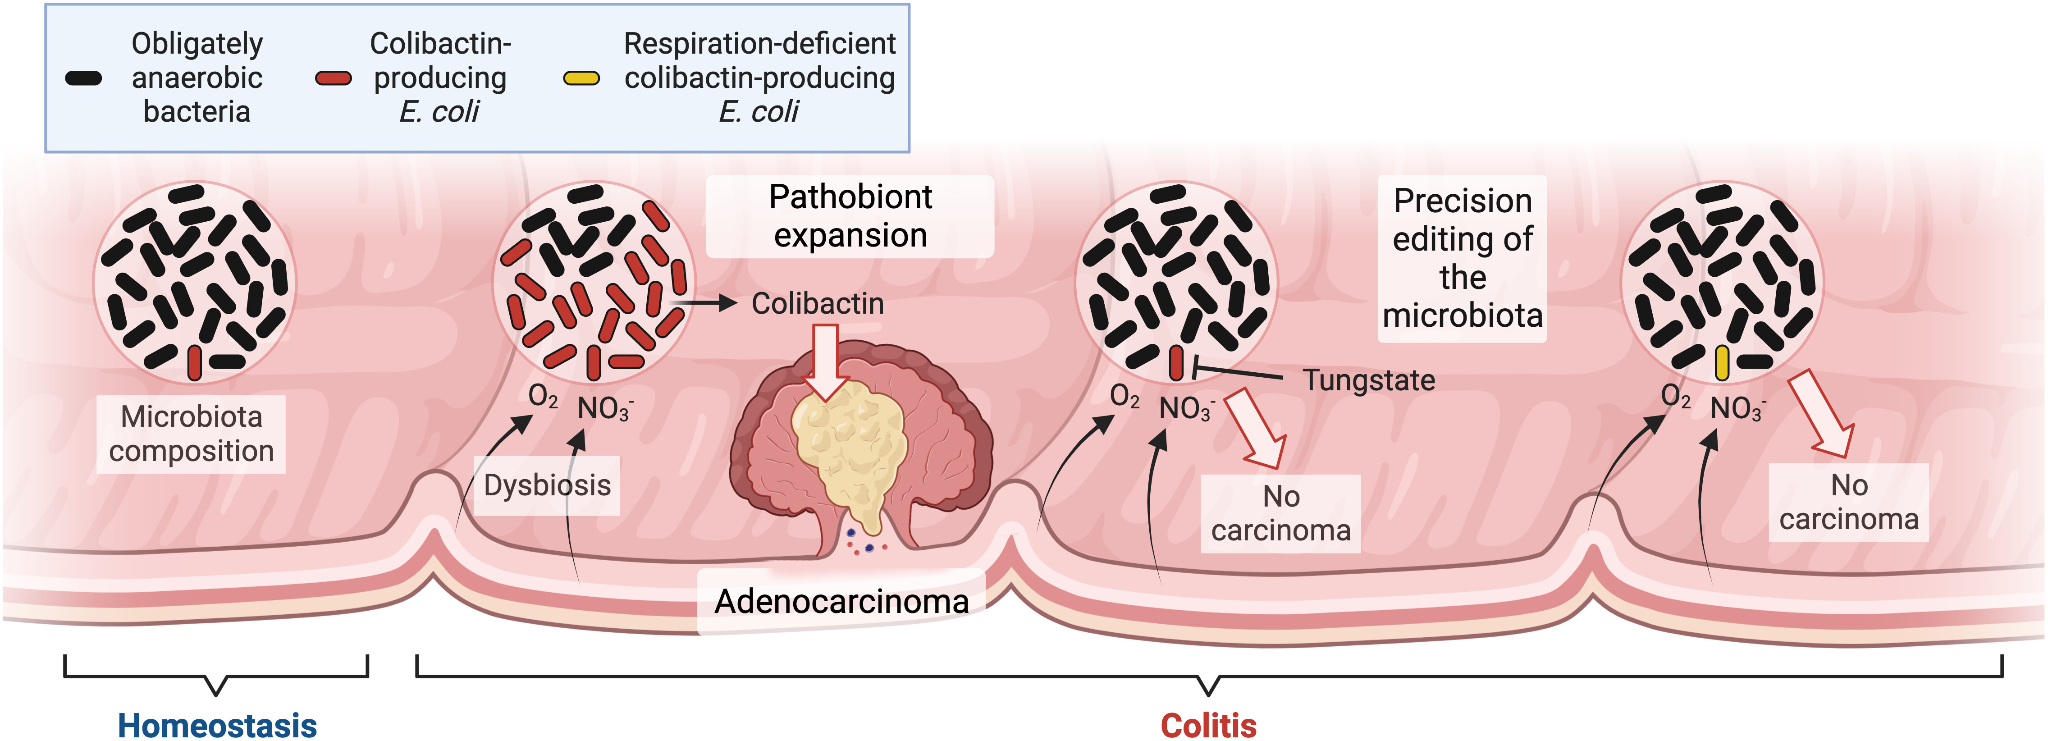 Obligately
anaerobic
bacteria
Colibactin-
producing
E. coli
Respiration-deficient
colibactin-producing
E. coli
Microbiota
composition
Pathobiont
expansion
Colibactin
O₂
NO₃⁻
Dysbiosis
Adenocarcinoma
O₂
NO₃⁻
Tungstate
No
carcinoma
Precision
editing of
the
microbiota
O₂
NO₃⁻
No
carcinoma
Homeostasis
Colitis